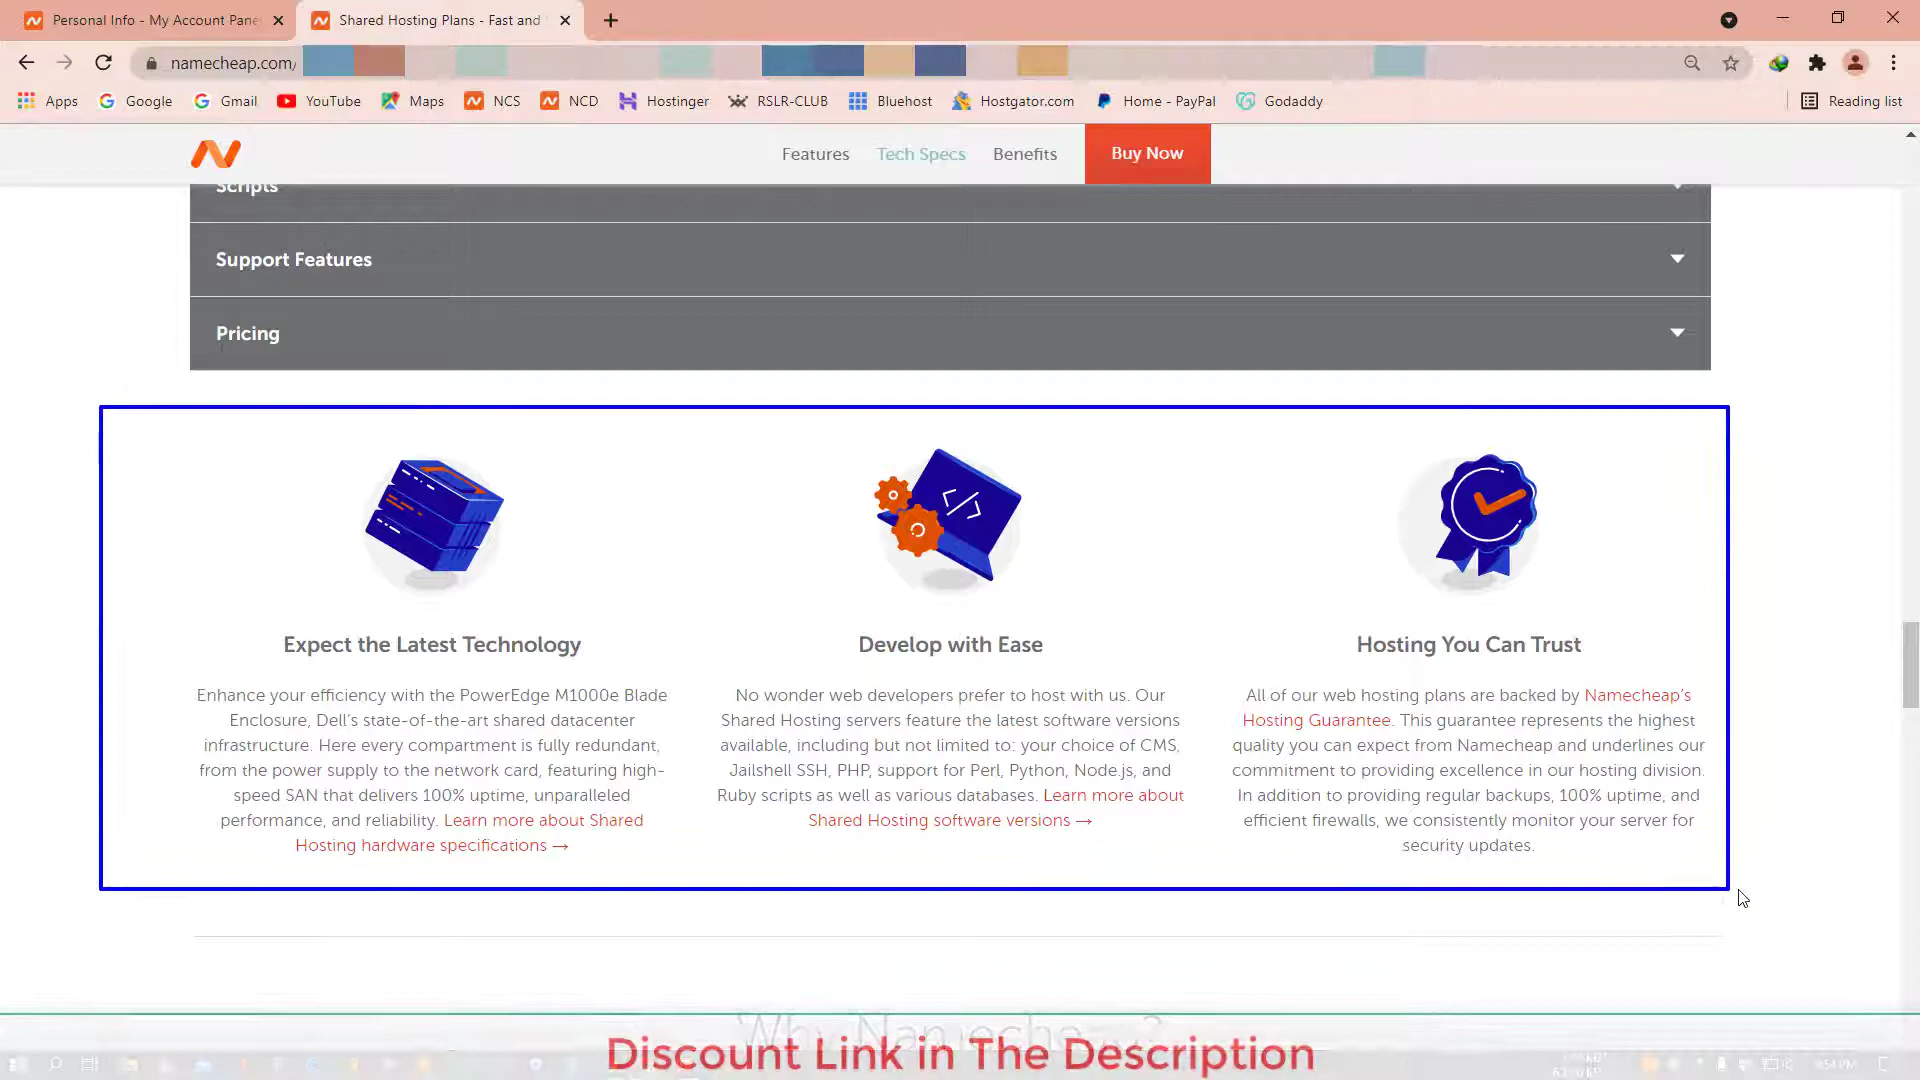 Personal Info - My Account Pane
Shared Hosting Plans - Fast and
namecheap.com/
Apps Google Gmail YouTube Maps NCS NCD Hostinger RSLR-CLUB Bluehost Hostgator.com Home - PayPal Godaddy Reading list
Features Tech Specs Benefits Buy Now
Scripts
Support Features
Pricing
Expect the Latest Technology
Enhance your efficiency with the PowerEdge M1000e Blade
Enclosure, Dell's state-of-the-art shared datacenter
infrastructure. Here every compartment is fully redundant,
from the power supply to the network card, featuring high-
speed SAN that delivers 100% uptime, unparalleled
performance, and reliability. Learn more about Shared
Hosting hardware specifications →
Develop with Ease
No wonder web developers prefer to host with us. Our
Shared Hosting servers feature the latest software versions
available, including but not limited to: your choice of CMS,
Jailshell SSH, PHP, support for Perl, Python, Node.js, and
Ruby scripts as well as various databases. Learn more about
Shared Hosting software versions →
Hosting You Can Trust
All of our web hosting plans are backed by Namecheap's
Hosting Guarantee. This guarantee represents the highest
quality you can expect from Namecheap and underlines our
commitment to providing excellence in our hosting division.
In addition to providing regular backups, 100% uptime, and
efficient firewalls, we consistently monitor your server for
security updates.
Why Namecheap?
Discount Link in The Description